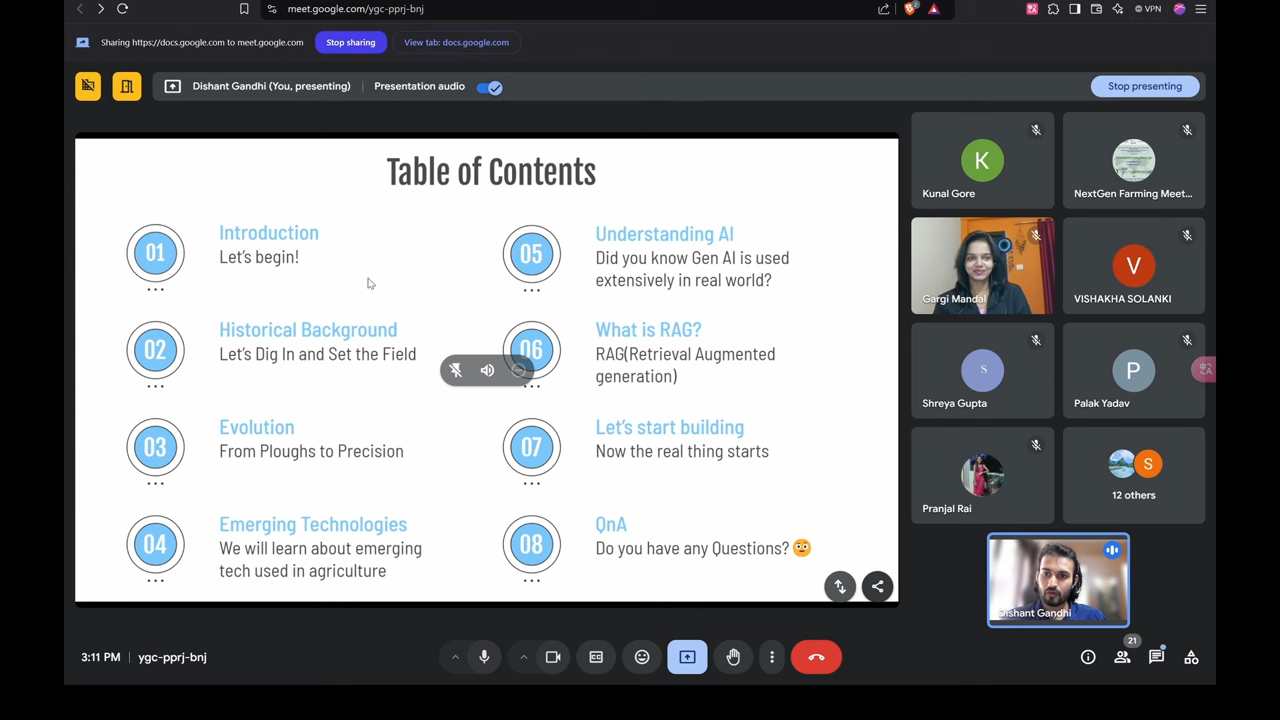 meet.google.com/ygc-pprj-bnj
VPN
Sharing https://docs.google.com to meet.google.com
Stop sharing
View tab: docs.google.com
Dishant Gandhi (You, presenting)
Presentation audio
Stop presenting
Table of Contents
01
Introduction
Let's begin!
02
Historical Background
Let's Dig In and Set the Field
03
Evolution
From Ploughs to Precision
04
Emerging Technologies
We will learn about emerging
tech used in agriculture
05
Understanding AI
Did you know Gen AI is used
extensively in real world?
06
What is RAG?
RAG(Retrieval Augmented
generation)
07
Let's start building
Now the real thing starts
08
QnA
Do you have any Questions? 😳
K
Kunal Gore
NextGen Farming Meet...
Gargi Mandal
V
VISHAKHA SOLANKI
S
Shreya Gupta
P
Palak Yadav
Pranjal Rai
S
12 others
Dishant Gandhi
3:11 PM
ygc-pprj-bnj
CC
21